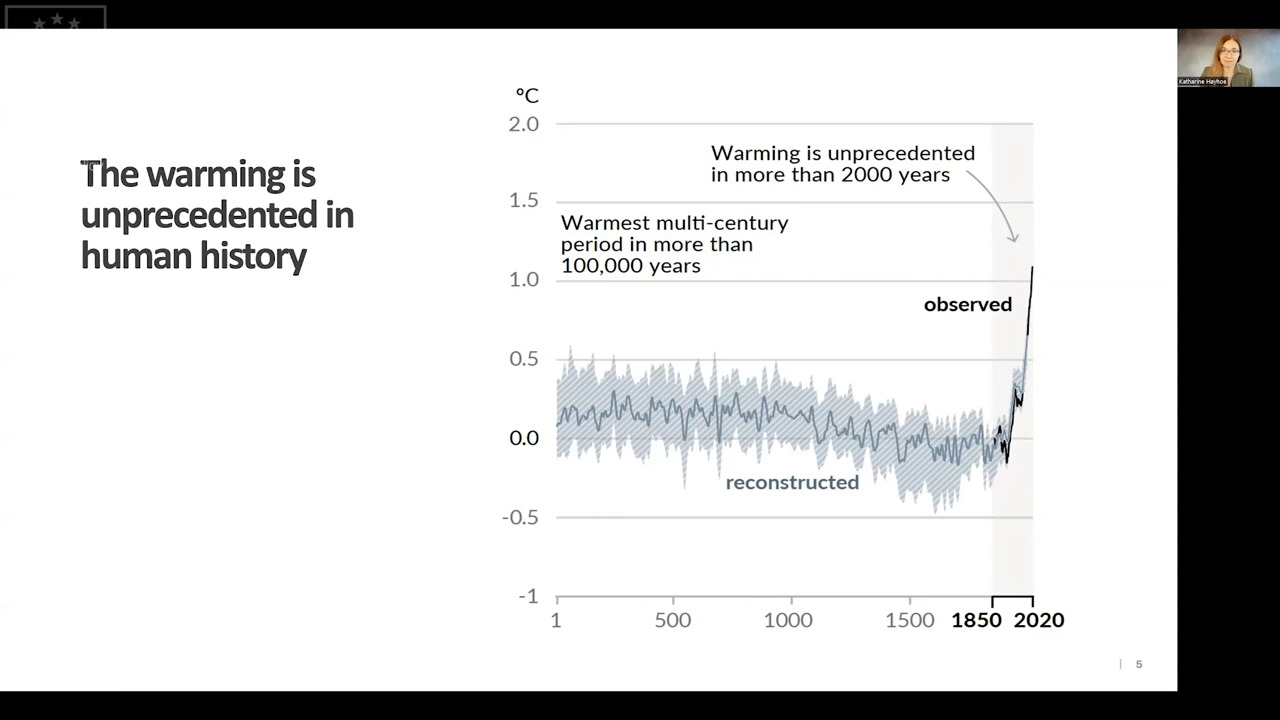 The warming is
unprecedented in
human history
°C
2.0
1.5
1.0
0.5
0.0
-0.5
-1
Warming is unprecedented
in more than 2000 years
Warmest multi-century
period in more than
100,000 years
observed
reconstructed
1 500 1000 1500 1850 2020
| 5
Katharine Hayhoe